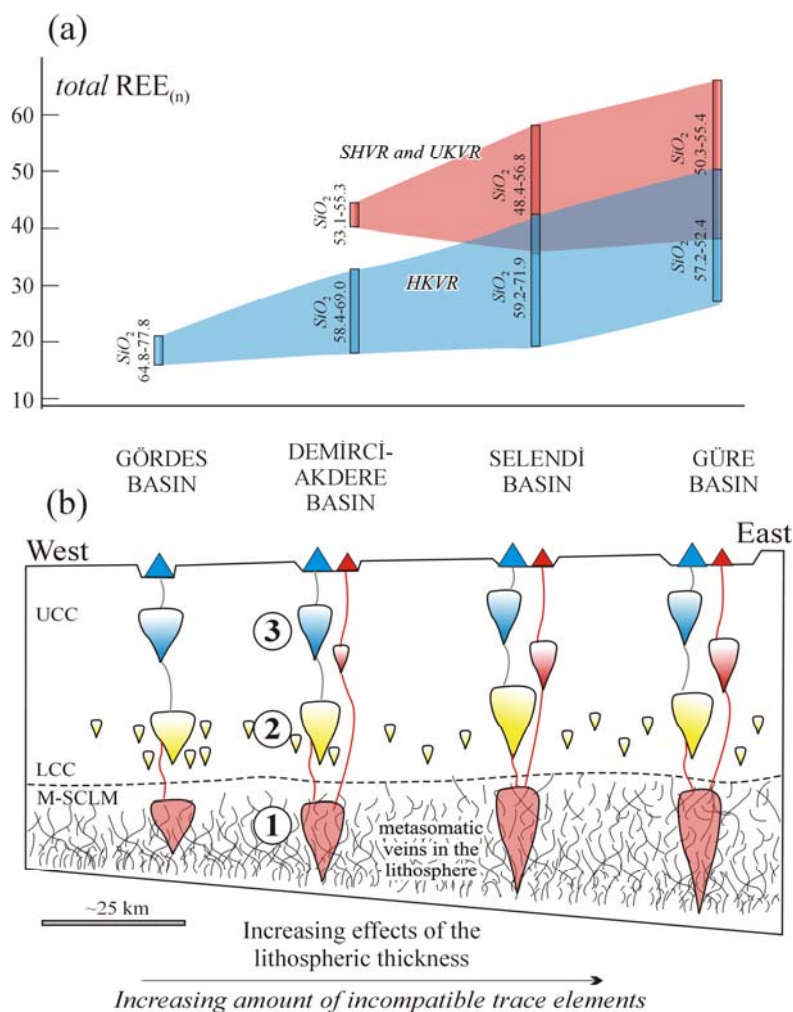 (a)
total REE(n)
60
50
40
30
20
10
SHVR and UKVR
HKVR
SiO2
64.8-77.8
SiO2
53.1-55.3
SiO2
58.4-69.0
SiO2
48.4-56.8
SiO2
59.2-71.9
SiO2
50.3-55.4
SiO2
57.2-52.4
GÖRDES
BASIN
DEMİRCİ-
AKDERE
BASIN
SELENDİ
BASIN
GÜRE BASIN
(b)
West
East
UCC
3
2
LCC
M-SCLM
1
metasomatic
veins in the
lithosphere
~25 km
Increasing effects of the
lithospheric thickness
Increasing amount of incompatible trace elements